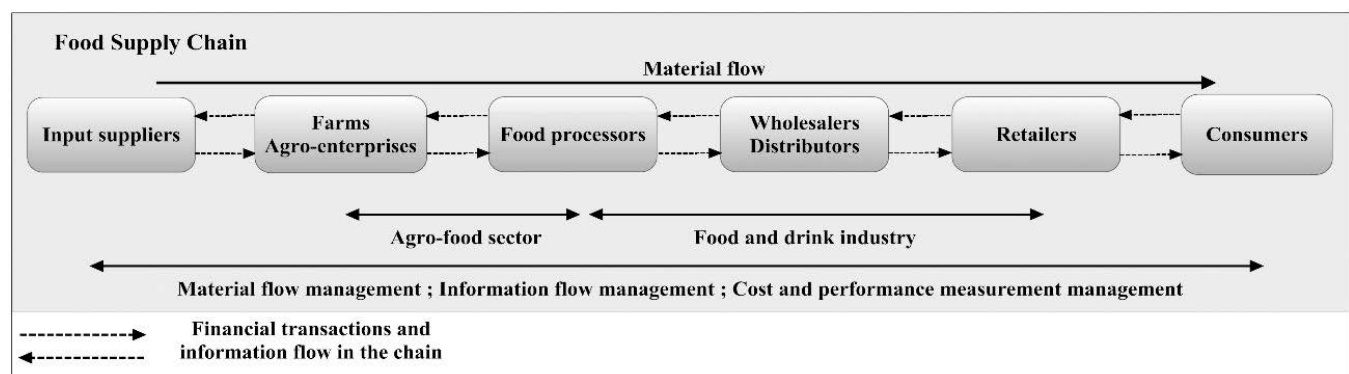 Food Supply Chain
Material flow
Input suppliers
Farms
Agro-enterprises
Food processors
Wholesalers
Distributors
Retailers
Consumers
Agro-food sector
Food and drink industry
Material flow management ; Information flow management ; Cost and performance measurement management
Financial transactions and
information flow in the chain